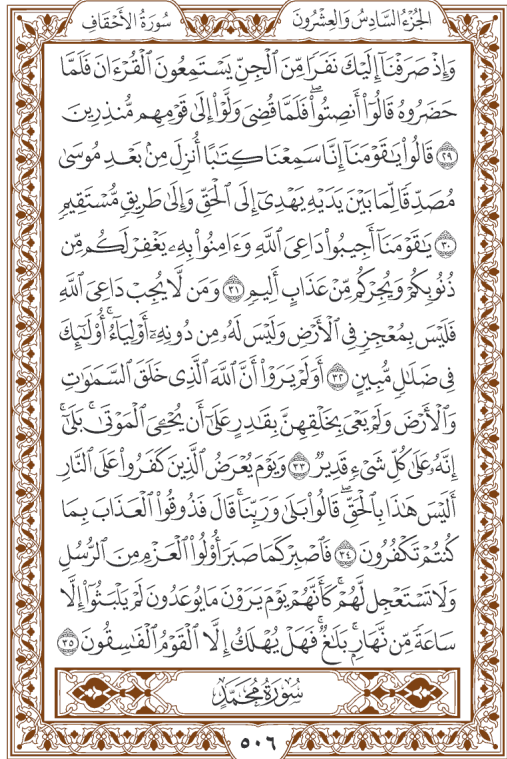 الجُزْءُ السَّادِسُ وَالعِشْرُونَ
سُورَةُ الأَحْقَافِ
وَإِذْ صَرَفْنَآ إِلَيْكَ نَفَرًا مِّنَ ٱلْجِنِّ يَسْتَمِعُونَ ٱلْقُرْءَانَ فَلَمَّا
حَضَرُوهُ قَالُوٓا۟ أَنصِتُوا۟ۖ فَلَمَّا قُضِىَ وَلَّوْا۟ إِلَىٰ قَوْمِهِم مُّنذِرِينَ
٢٩ قَالُوا۟ يَـٰقَوْمَنَآ إِنَّا سَمِعْنَا كِتَـٰبًا أُنزِلَ مِنۢ بَعْدِ مُوسَىٰ
مُصَدِّقًا لِّمَا بَيْنَ يَدَيْهِ يَهْدِىٓ إِلَى ٱلْحَقِّ وَإِلَىٰ طَرِيقٍ مُّسْتَقِيمٍ
٣٠ يَـٰقَوْمَنَآ أَجِيبُوا۟ دَاعِىَ ٱللَّهِ وَءَامِنُوا۟ بِهِۦ يَغْفِرْ لَكُم مِّن
ذُنُوبِكُمْ وَيُجِرْكُم مِّنْ عَذَابٍ أَلِيمٍ ٣١ وَمَن لَّا يُجِبْ دَاعِىَ ٱللَّهِ
فَلَيْسَ بِمُعْجِزٍ فِى ٱلْأَرْضِ وَلَيْسَ لَهُۥ مِن دُونِهِۦٓ أَوْلِيَآءُۚ أُو۟لَـٰٓئِكَ
فِى ضَلَـٰلٍ مُّبِينٍ ٣٢ أَوَلَمْ يَرَوْا۟ أَنَّ ٱللَّهَ ٱلَّذِى خَلَقَ ٱلسَّمَـٰوَٰتِ
وَٱلْأَرْضَ وَلَمْ يَعْىَ بِخَلْقِهِنَّ بِقَـٰدِرٍ عَلَىٰٓ أَن يُحْـِۧىَ ٱلْمَوْتَىٰۚ بَلَىٰٓ
إِنَّهُۥ عَلَىٰ كُلِّ شَىْءٍ قَدِيرٌ ٣٣ وَيَوْمَ يُعْرَضُ ٱلَّذِينَ كَفَرُوا۟ عَلَى ٱلنَّارِ
أَلَيْسَ هَـٰذَا بِٱلْحَقِّۖ قَالُوا۟ بَلَىٰ وَرَبِّنَاۚ قَالَ فَذُوقُوا۟ ٱلْعَذَابَ بِمَا
كُنتُمْ تَكْفُرُونَ ٣٤ فَٱصْبِرْ كَمَا صَبَرَ أُو۟لُوا۟ ٱلْعَزْمِ مِنَ ٱلرُّسُلِ
وَلَا تَسْتَعْجِل لَّهُمْۚ كَأَنَّهُمْ يَوْمَ يَرَوْنَ مَا يُوعَدُونَ لَمْ يَلْبَثُوٓا۟ إِلَّا
سَاعَةً مِّن نَّهَارٍۭۚ بَلَـٰغٌۚ فَهَلْ يُهْلَكُ إِلَّا ٱلْقَوْمُ ٱلْفَـٰسِقُونَ ٣٥
سُورَةُ مُحَمَّدٍ
٥٠٦